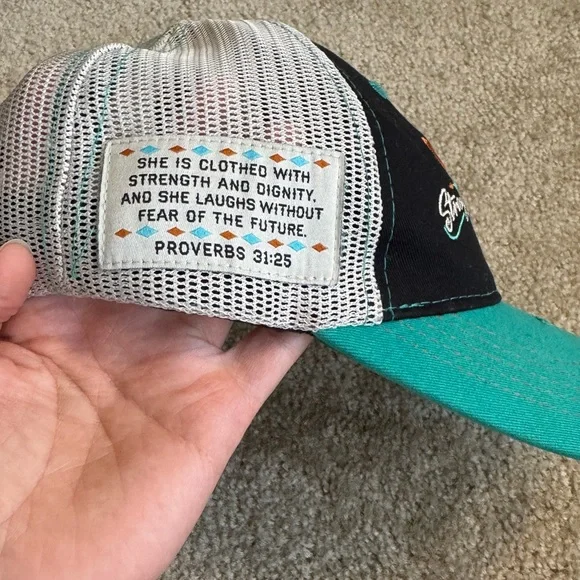 SHE IS CLOTHED WITH
STRENGTH AND DIGNITY,
AND SHE LAUGHS WITHOUT
FEAR OF THE FUTURE.
PROVERBS 31:25